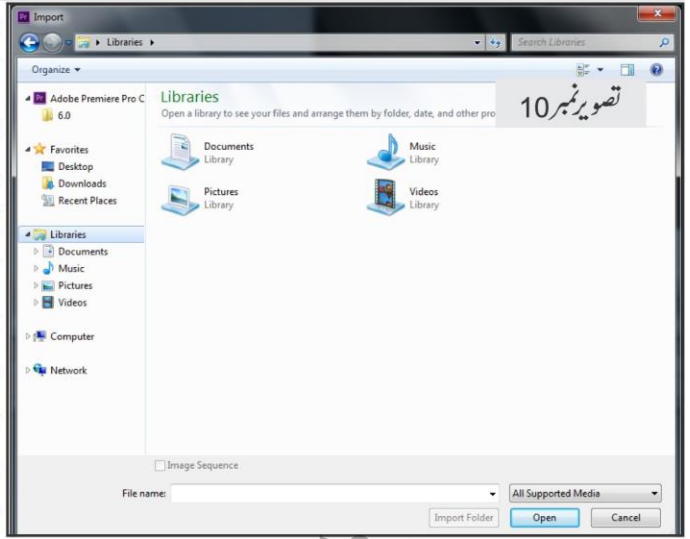 Import
Libraries
Search Libraries
Organize
Adobe Premiere Pro C
6.0
Favorites
Desktop
Downloads
Recent Places
Libraries
Documents
Music
Pictures
Videos
Computer
Network
Libraries
Open a library to see your files and arrange them by folder, date, and other pro
تصویر نمبر 10
Documents
Library
Music
Library
Pictures
Library
Videos
Library
Image Sequence
File name:
All Supported Media
Import Folder
Open
Cancel